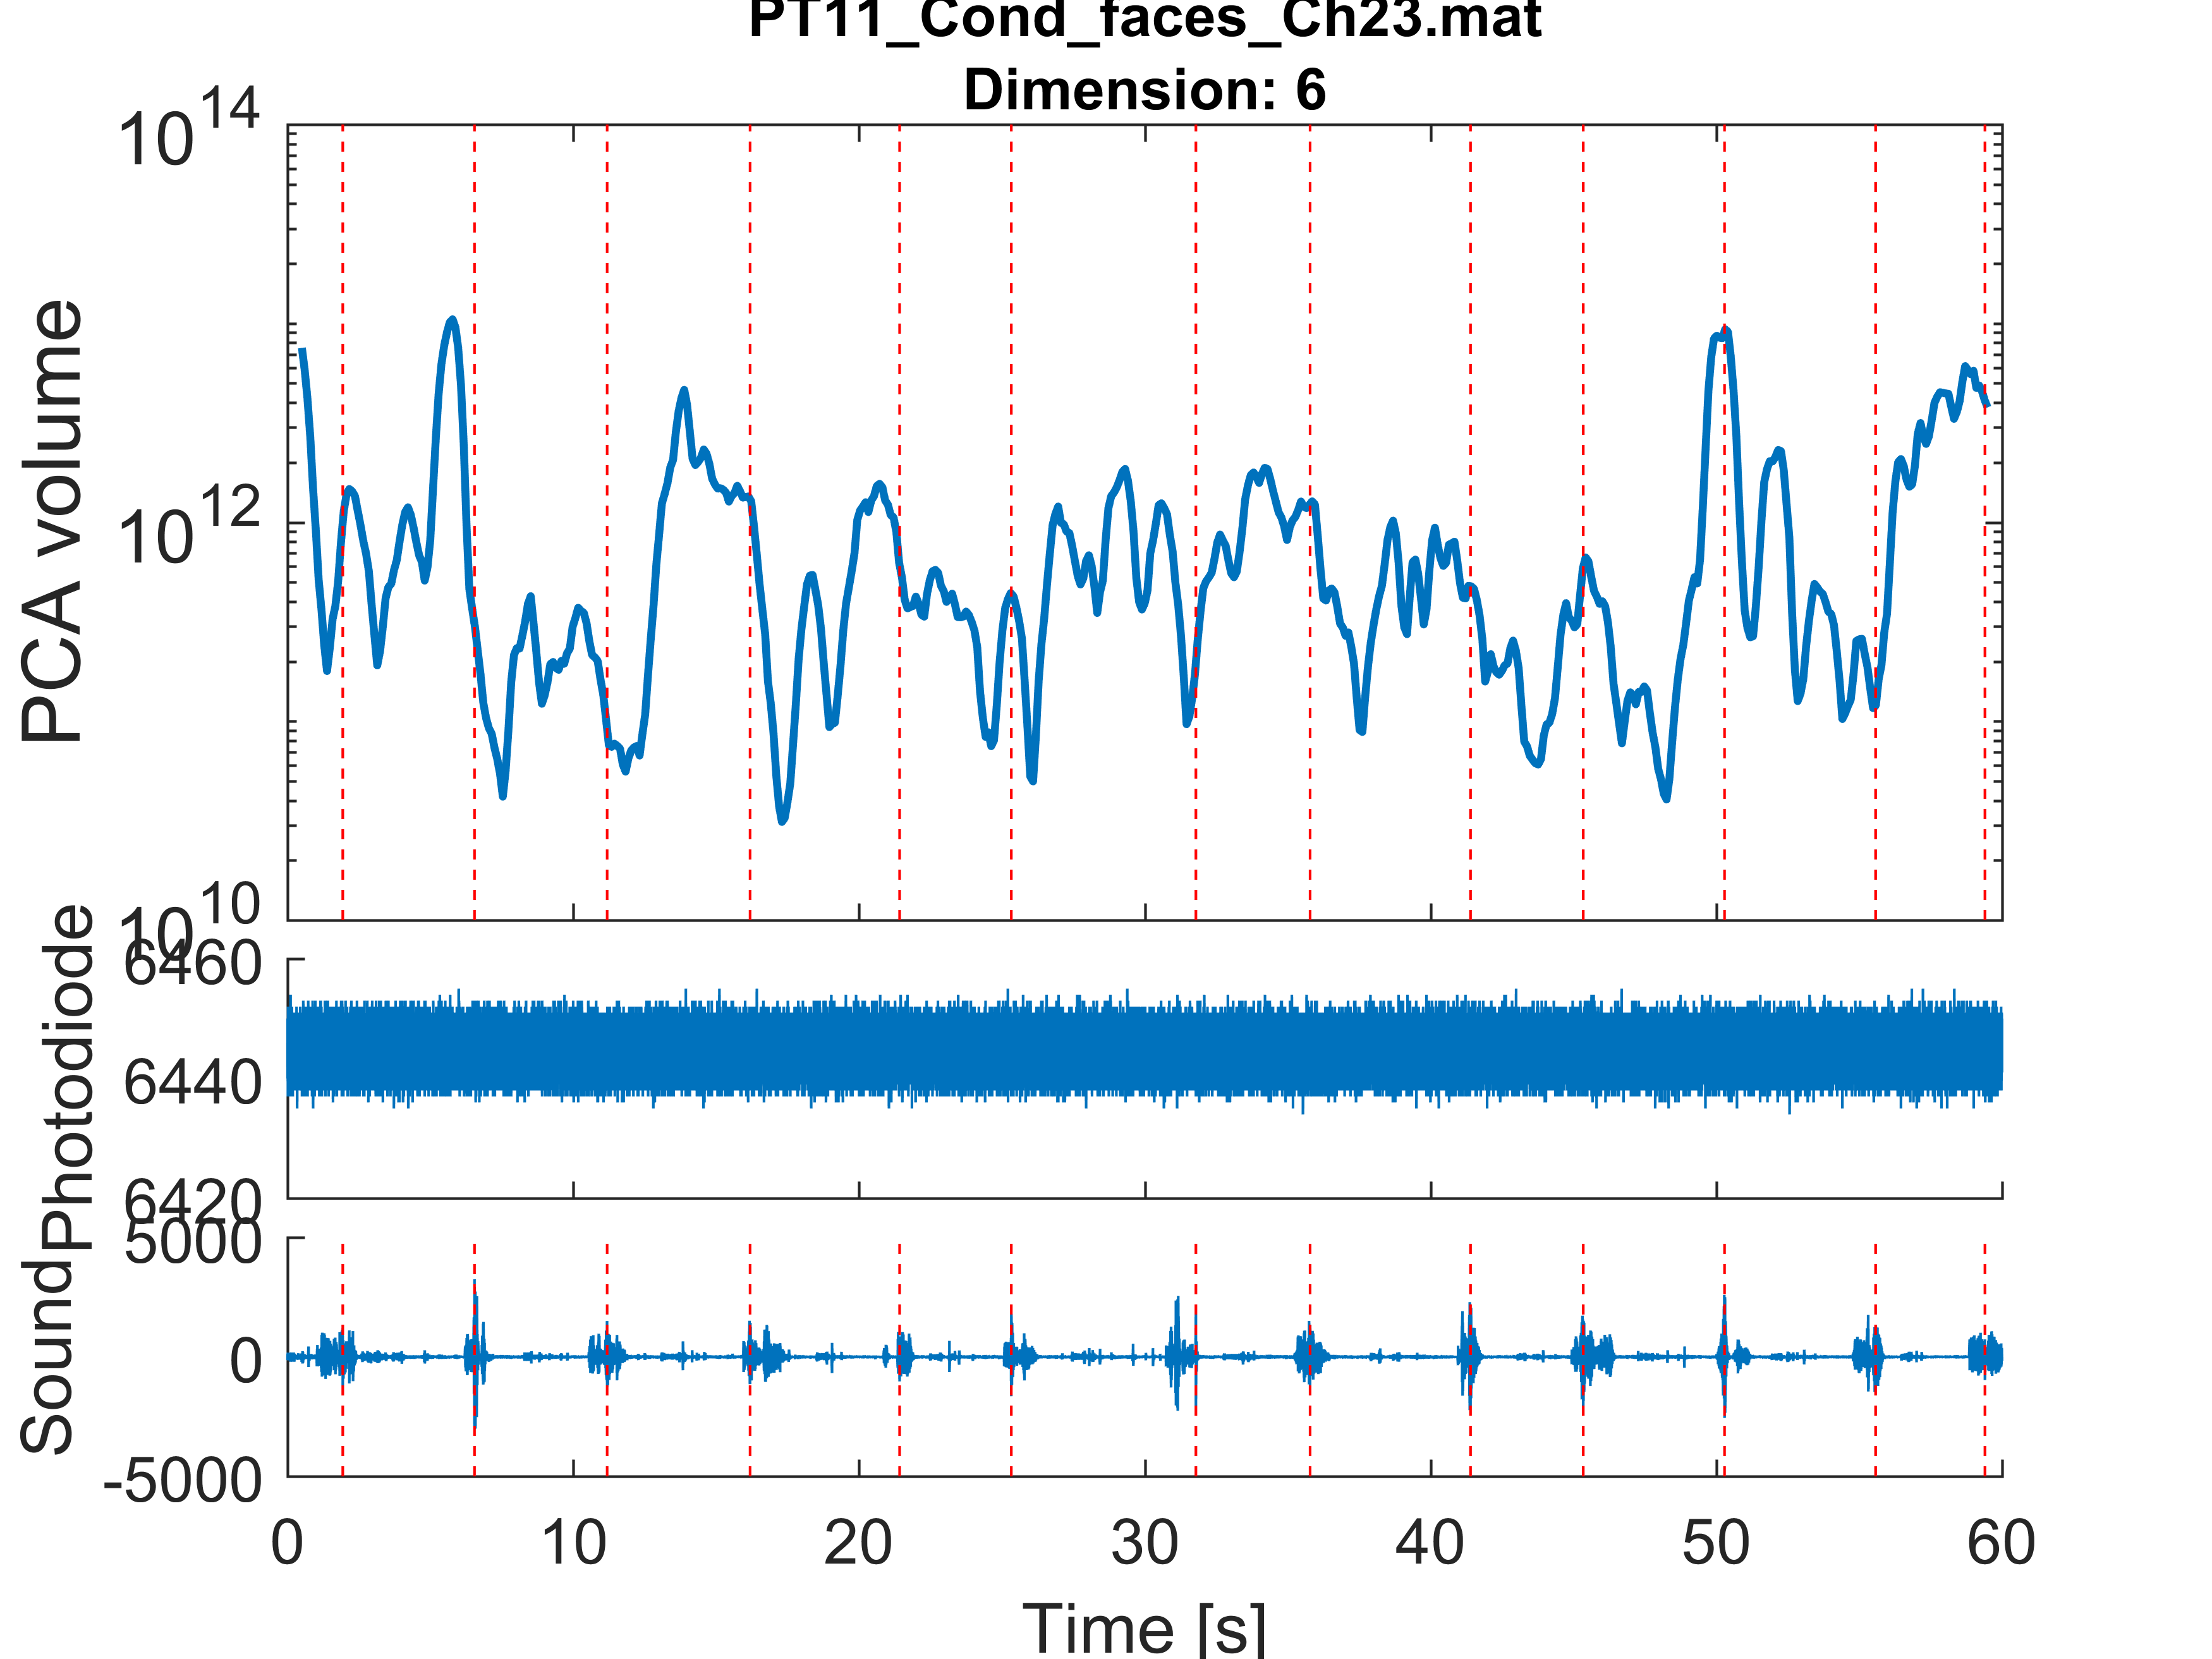 PT11_Cond_faces_Ch23.mat
Dimension: 6
10^14
10^12
10^10
PCA volume
6460
6440
6420
Photodiode
5000
0
-5000
Sound
0 10 20 30 40 50 60
Time [s]